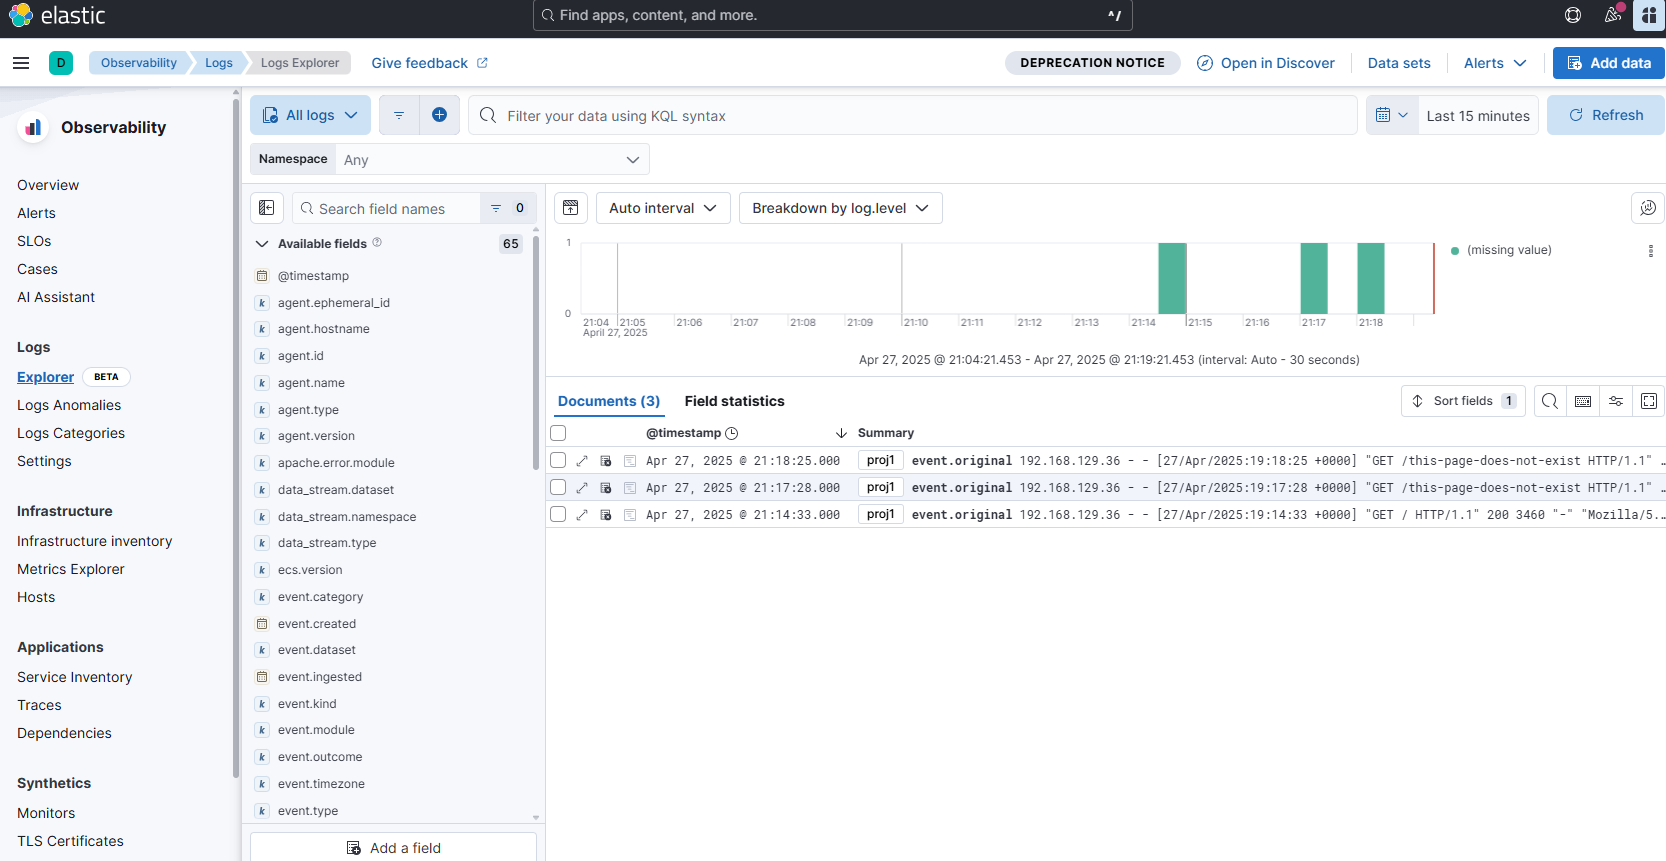 elastic
Find apps, content, and more.
^/
D
Observability
Logs
Logs Explorer
Give feedback
DEPRECATION NOTICE
Open in Discover
Data sets
Alerts
Add data
Observability
Overview
Alerts
SLOs
Cases
AI Assistant
Logs
Explorer BETA
Logs Anomalies
Logs Categories
Settings
Infrastructure
Infrastructure inventory
Metrics Explorer
Hosts
Applications
Service Inventory
Traces
Dependencies
Synthetics
Monitors
TLS Certificates
All logs
Filter your data using KQL syntax
Last 15 minutes
Refresh
Namespace Any
Search field names 0
Available fields 65
@timestamp
k agent.ephemeral_id
k agent.hostname
k agent.id
k agent.name
k agent.type
k agent.version
k apache.error.module
k data_stream.dataset
k data_stream.namespace
k data_stream.type
k ecs.version
k event.category
event.created
k event.dataset
event.ingested
k event.kind
k event.module
k event.outcome
k event.timezone
k event.type
Add a field
Auto interval
Breakdown by log.level
1
0
21:04 21:05 21:06 21:07 21:08 21:09 21:10 21:11 21:12 21:13 21:14 21:15 21:16 21:17 21:18
April 27, 2025
(missing value)
Apr 27, 2025 @ 21:04:21.453 - Apr 27, 2025 @ 21:19:21.453 (interval: Auto - 30 seconds)
Documents (3) Field statistics
Sort fields 1
@timestamp Summary
Apr 27, 2025 @ 21:18:25.000 proj1 event.original 192.168.129.36 - - [27/Apr/2025:19:18:25 +0000] "GET /this-page-does-not-exist HTTP/1.1" …
Apr 27, 2025 @ 21:17:28.000 proj1 event.original 192.168.129.36 - - [27/Apr/2025:19:17:28 +0000] "GET /this-page-does-not-exist HTTP/1.1" …
Apr 27, 2025 @ 21:14:33.000 proj1 event.original 192.168.129.36 - - [27/Apr/2025:19:14:33 +0000] "GET / HTTP/1.1" 200 3460 "-" "Mozilla/5.…